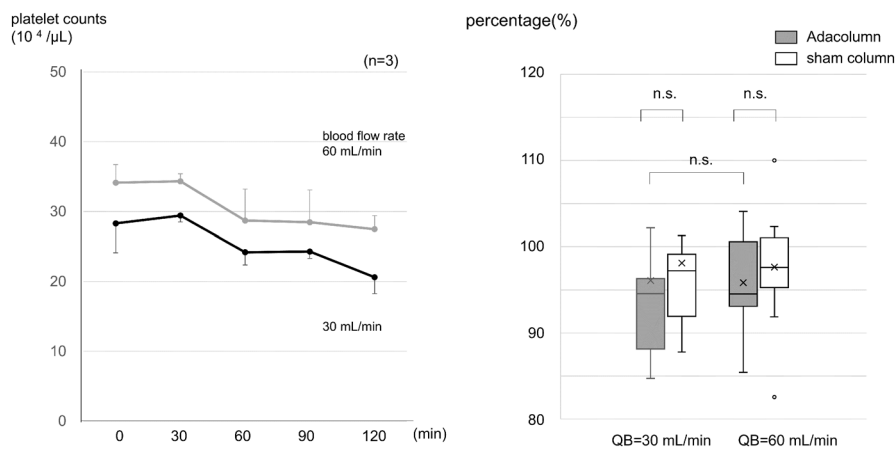 platelet counts
(10 4 /μL)
(n=3)
50
40
30
20
10
0
blood flow rate
60 mL/min
30 mL/min
0 30 60 90 120 (min)
percentage(%)
Adacolumn
sham column
120
110
100
90
80
n.s. n.s.
n.s.
QB=30 mL/min QB=60 mL/min